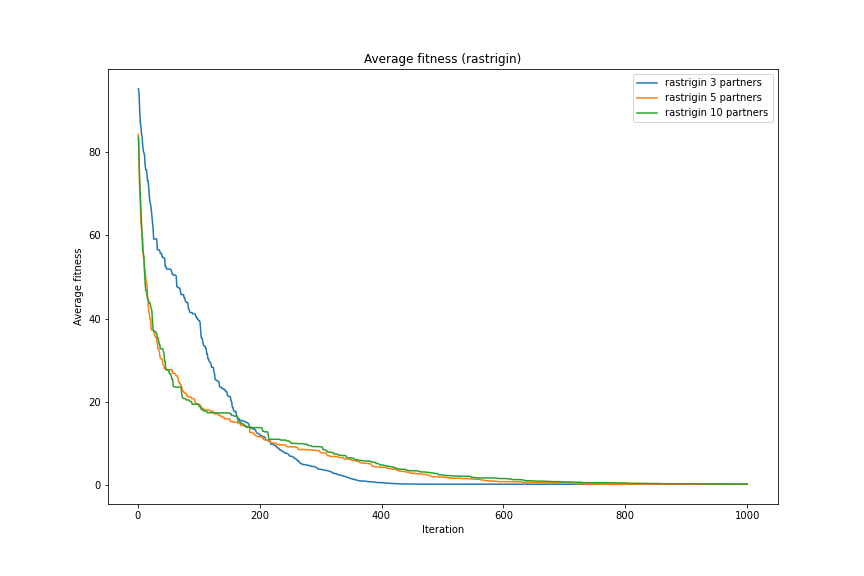 Average fitness (rastrigin)
rastrigin 3 partners
rastrigin 5 partners
rastrigin 10 partners
Average fitness
80
60
40
20
0
0 200 400 600 800 1000
Iteration